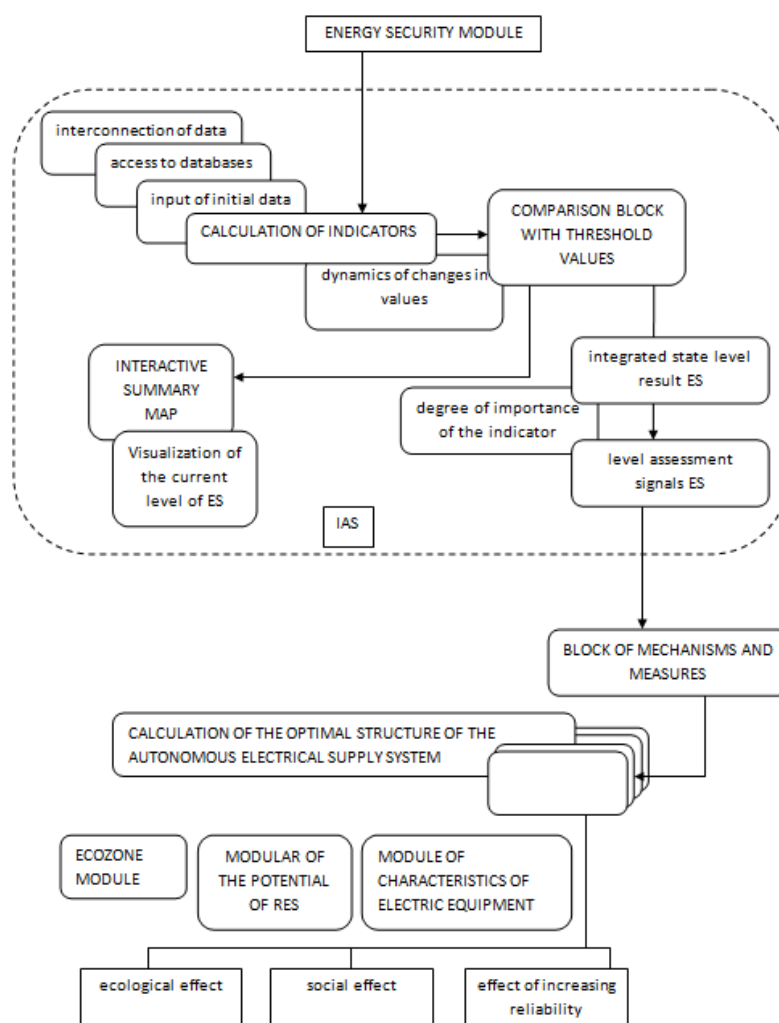 ENERGY SECURITY MODULE
interconnection of data
access to databases
input of initial data
CALCULATION OF INDICATORS
dynamics of changes in
values
COMPARISON BLOCK
WITH THRESHOLD
VALUES
INTERACTIVE
SUMMARY
MAP
Visualization of
the current
level of ES
integrated state level
result ES
degree of importance
of the indicator
level assessment
signals ES
IAS
BLOCK OF MECHANISMS AND
MEASURES
CALCULATION OF THE OPTIMAL STRUCTURE OF THE
AUTONOMOUS ELECTRICAL SUPPLY SYSTEM
ECOZONE
MODULE
MODULAR OF
THE POTENTIAL
OF RES
MODULE OF
CHARACTERISTICS OF
ELECTRIC EQUIPMENT
ecological effect
social effect
effect of increasing
reliability